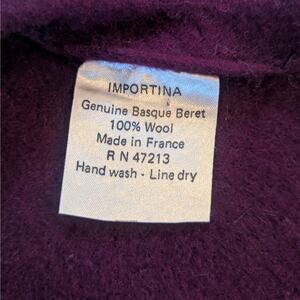 IMPORTINA
Genuine Basque Beret
100% Wool
Made in France
R N 47213
Hand wash - Line dry